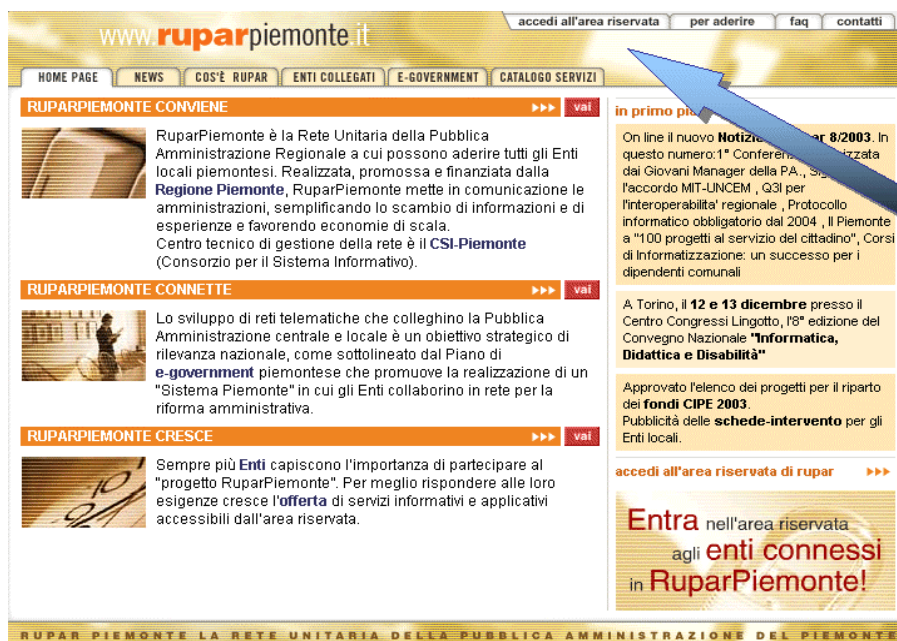 accedi all'area riservata per aderire faq contatti
www.ruparpiemonte.it
HOME PAGE NEWS COS'È RUPAR ENTI COLLEGATI E-GOVERNMENT CATALOGO SERVIZI
RUPARPIEMONTE CONVIENE vai
RuparPiemonte è la Rete Unitaria della Pubblica
Amministrazione Regionale a cui possono aderire tutti gli Enti
locali piemontesi. Realizzata, promossa e finanziata dalla
Regione Piemonte, RuparPiemonte mette in comunicazione le
amministrazioni, semplificando lo scambio di informazioni e di
esperienze e favorendo economie di scala.
Centro tecnico di gestione della rete è il CSI-Piemonte
(Consorzio per il Sistema Informativo).
RUPARPIEMONTE CONNETTE vai
Lo sviluppo di reti telematiche che colleghino la Pubblica
Amministrazione centrale e locale è un obiettivo strategico di
rilevanza nazionale, come sottolineato dal Piano di
e-government piemontese che promuove la realizzazione di un
"Sistema Piemonte" in cui gli Enti collaborino in rete per la
riforma amministrativa.
RUPARPIEMONTE CRESCE vai
Sempre più Enti capiscono l'importanza di partecipare al
"progetto RuparPiemonte". Per meglio rispondere alle loro
esigenze cresce l'offerta di servizi informativi e applicativi
accessibili dall'area riservata.
in primo
On line il nuovo 8/2003. In
questo numero:1°
dai Giovani Manager della PA.,
l'accordo MIT-UNCEM , Q3I per
l'interoperabilita' regionale , Protocollo
informatico obbligatorio dal 2004 , Il Piemonte
a "100 progetti al servizio del cittadino", Corsi
di Informatizzazione: un successo per i
dipendenti comunali
A Torino, il 12 e 13 dicembre presso il
Centro Congressi Lingotto, l'8° edizione del
Convegno Nazionale "Informatica,
Didattica e Disabilità"
Approvato l'elenco dei progetti per il riparto
dei fondi CIPE 2003.
Pubblicità delle schede-intervento per gli
Enti locali.
accedi all'area riservata di rupar
Entra nell'area riservata
agli enti connessi
in RuparPiemonte!
RUPAR PIEMONTE LA RETE UNITARIA DELLA PUBBLICA AMMINISTRAZIONE DEL PIEMONTE